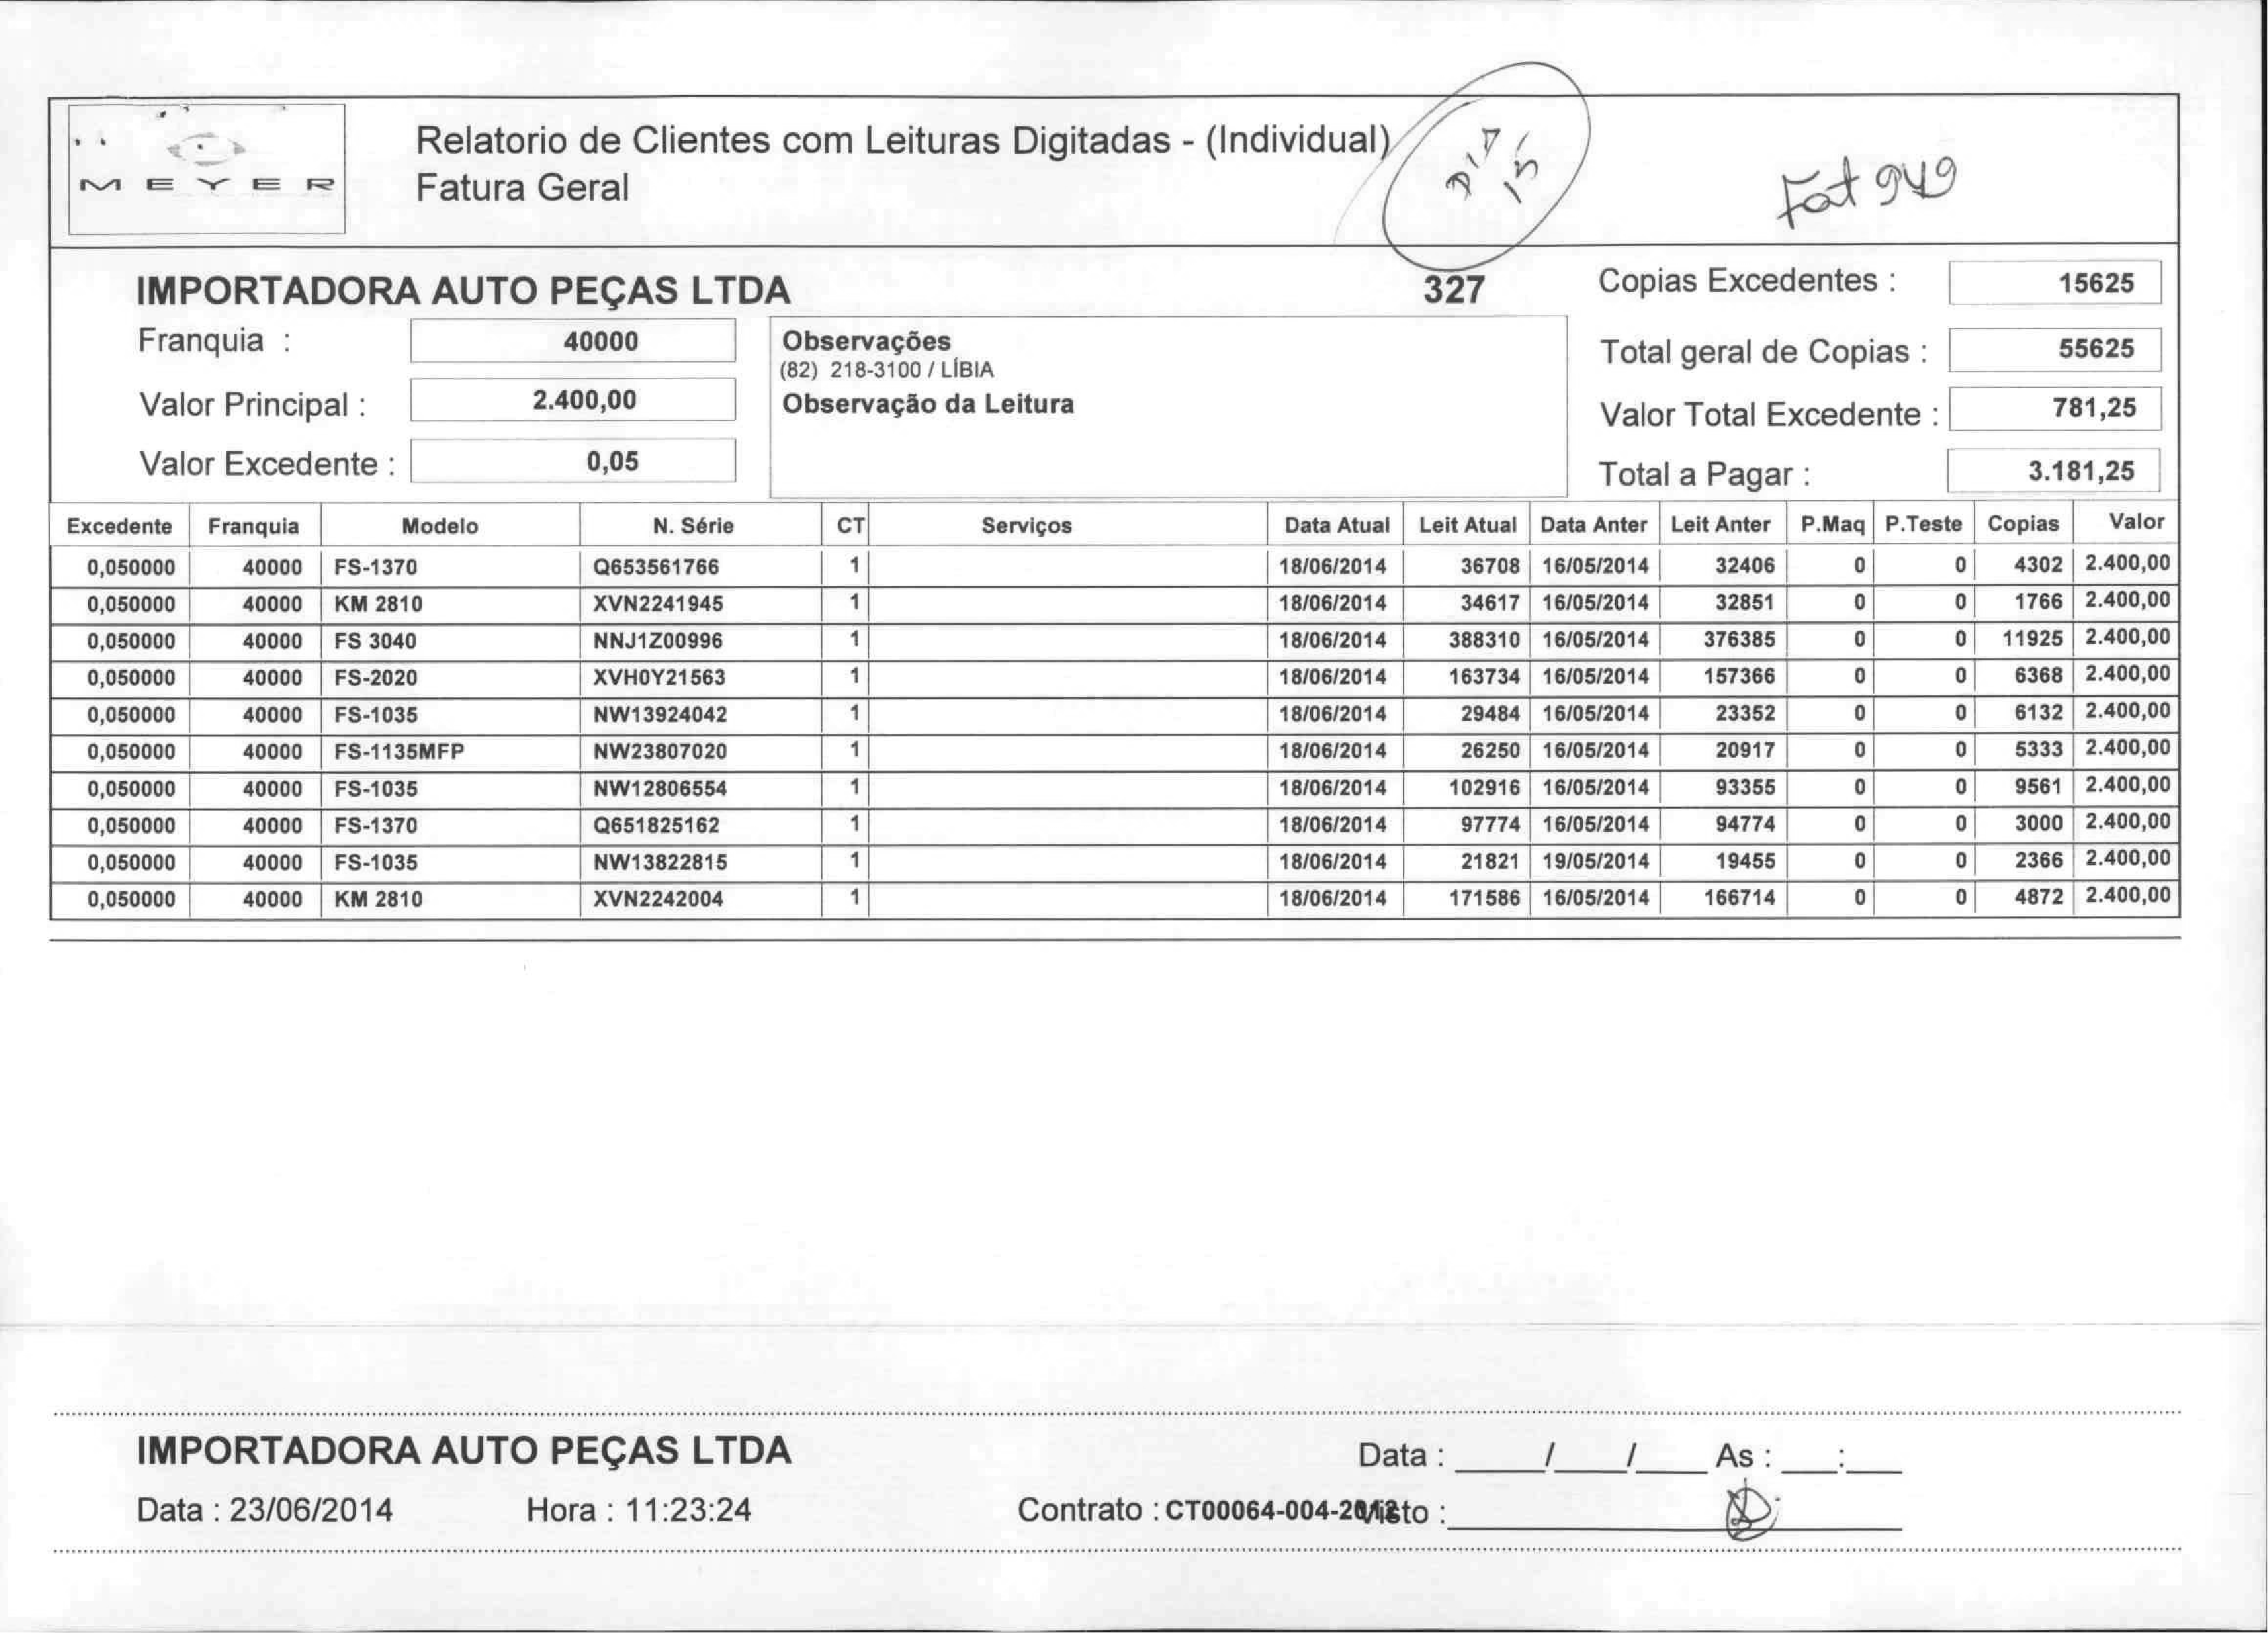 MEYER
Relatorio de Clientes com Leituras Digitadas - (Individual)
Fatura Geral
DIA
15
Fat 949
IMPORTADORA AUTO PEÇAS LTDA 327
Copias Excedentes : 15625
Franquia : 40000
Observações
(82) 218-3100 / LÍBIA
Total geral de Copias : 55625
Valor Principal : 2.400,00
Observação da Leitura
Valor Total Excedente : 781,25
Valor Excedente : 0,05
Total a Pagar : 3.181,25
Excedente Franquia Modelo N. Série CT Serviços Data Atual Leit Atual Data Anter Leit Anter P.Maq P.Teste Copias Valor
0,050000 40000 FS-1370 Q653561766 1 18/06/2014 36708 16/05/2014 32406 0 0 4302 2.400,00
0,050000 40000 KM 2810 XVN2241945 1 18/06/2014 34617 16/05/2014 32851 0 0 1766 2.400,00
0,050000 40000 FS 3040 NNJ1Z00996 1 18/06/2014 388310 16/05/2014 376385 0 0 11925 2.400,00
0,050000 40000 FS-2020 XVH0Y21563 1 18/06/2014 163734 16/05/2014 157366 0 0 6368 2.400,00
0,050000 40000 FS-1035 NW13924042 1 18/06/2014 29484 16/05/2014 23352 0 0 6132 2.400,00
0,050000 40000 FS-1135MFP NW23807020 1 18/06/2014 26250 16/05/2014 20917 0 0 5333 2.400,00
0,050000 40000 FS-1035 NW12806554 1 18/06/2014 102916 16/05/2014 93355 0 0 9561 2.400,00
0,050000 40000 FS-1370 Q651825162 1 18/06/2014 97774 16/05/2014 94774 0 0 3000 2.400,00
0,050000 40000 FS-1035 NW13822815 1 18/06/2014 21821 19/05/2014 19455 0 0 2366 2.400,00
0,050000 40000 KM 2810 XVN2242004 1 18/06/2014 171586 16/05/2014 166714 0 0 4872 2.400,00
IMPORTADORA AUTO PEÇAS LTDA Data : ____/____/____ As : ___:___
Data : 23/06/2014 Hora : 11:23:24 Contrato : CT00064-004-2012 Visto :